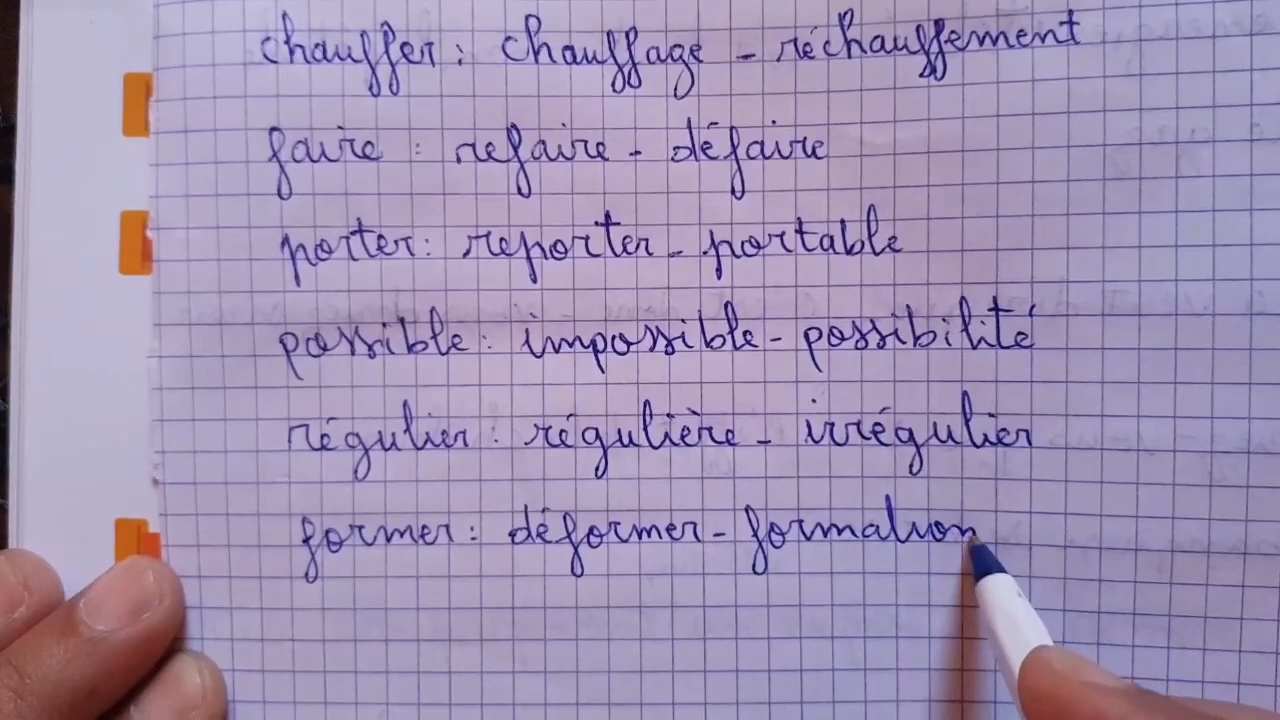 chauffer : chauffage - réchauffement
faire : refaire - défaire
porter : reporter - portable
possible : impossible - possibilité
régulier : régulière - irrégulier
former : déformer - formation